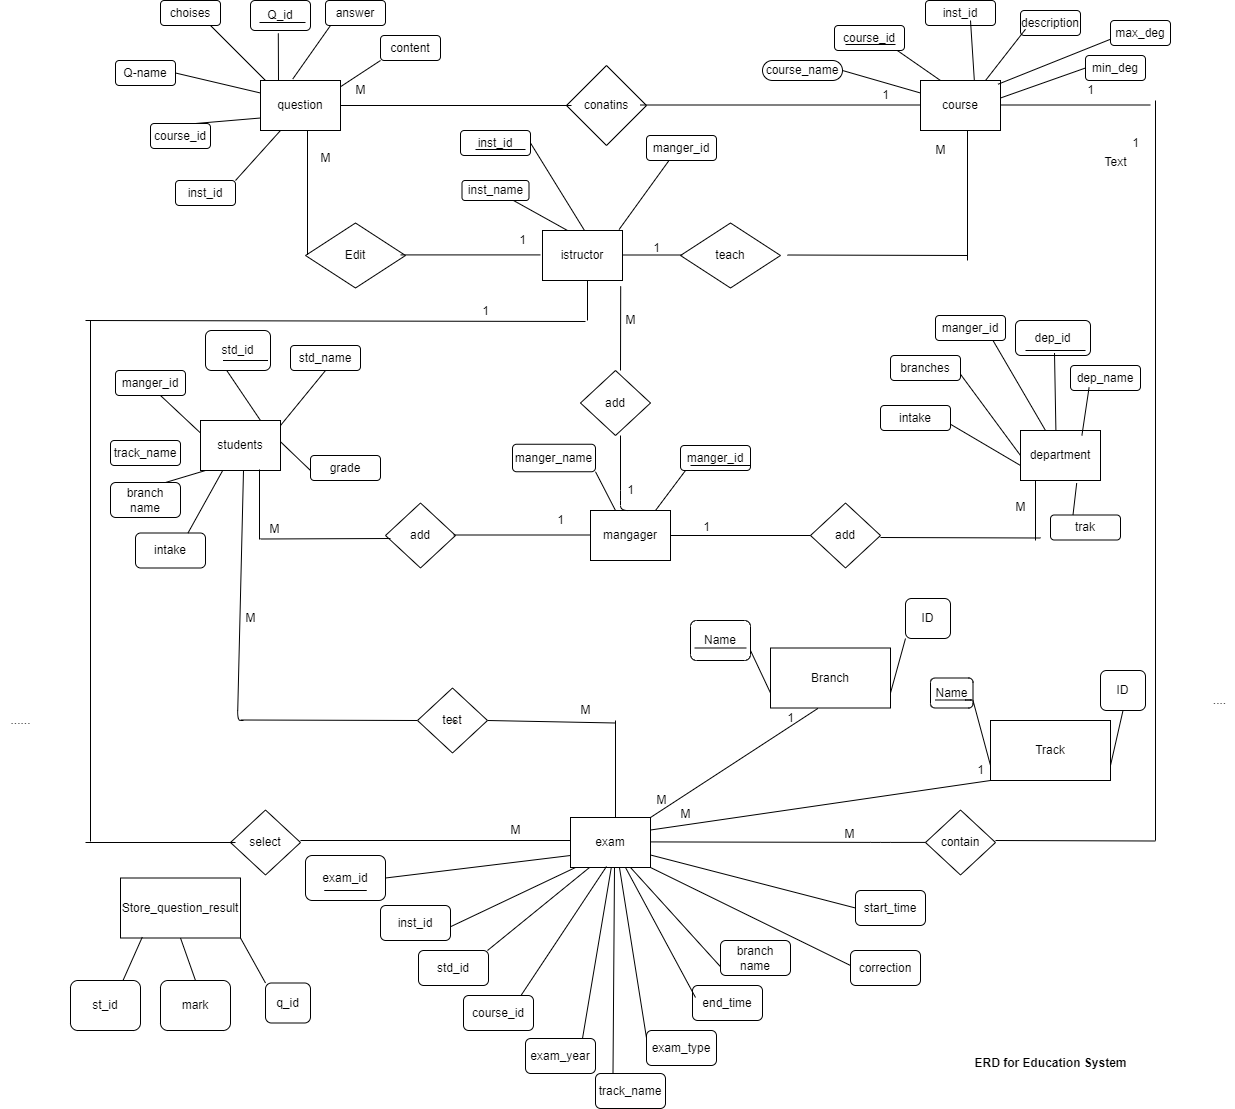 choises
Q_id
answer
content
Q-name
question
M
course_id
inst_id
M
conatins
1
course_name
course_id
inst_id
description
max_deg
min_deg
course
1
M
1
Text
inst_id
inst_name
manger_id
Edit
1
istructor
1
teach
1
M
std_id
std_name
manger_id
students
track_name
branch
name
grade
intake
M
add
add
1
manger_name
manger_id
1
mangager
1
add
manger_id
dep_id
branches
dep_name
intake
department
M
trak
M
test
M
Name
ID
Branch
1
Name
ID
Track
1
......
....
select
M
exam
M
M
M
contain
exam_id
inst_id
std_id
course_id
exam_year
track_name
exam_type
end_time
branch
name
correction
start_time
Store_question_result
st_id
mark
q_id
ERD for Education System